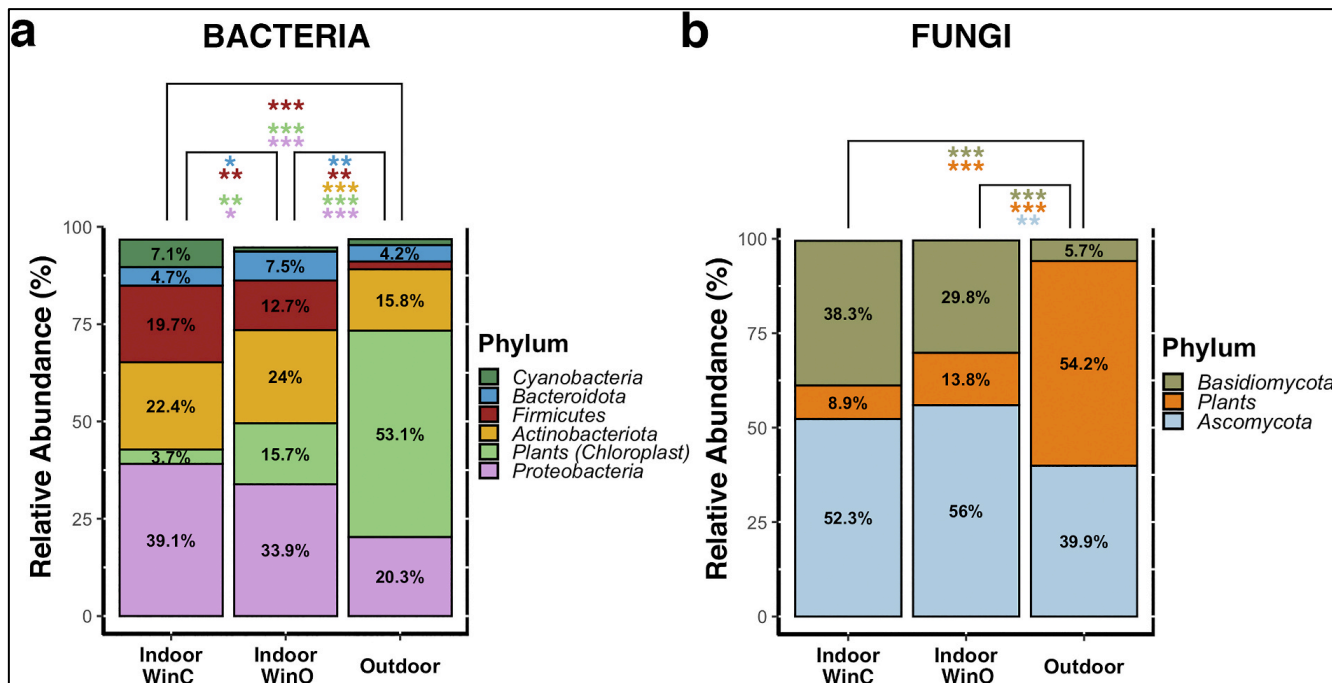 a
BACTERIA
***
***
***
*
**
**
*
**
**
***
***
***
Relative Abundance (%)
100
75
50
25
0
7.1%
4.7%
19.7%
22.4%
3.7%
39.1%
7.5%
12.7%
24%
15.7%
33.9%
4.2%
15.8%
53.1%
20.3%
Indoor
WinC
Indoor
WinO
Outdoor
Phylum
Cyanobacteria
Bacteroidota
Firmicutes
Actinobacteriota
Plants (Chloroplast)
Proteobacteria
b
FUNGI
***
***
***
***
**
Relative Abundance (%)
100
75
50
25
0
38.3%
8.9%
52.3%
29.8%
13.8%
56%
5.7%
54.2%
39.9%
Indoor
WinC
Indoor
WinO
Outdoor
Phylum
Basidiomycota
Plants
Ascomycota